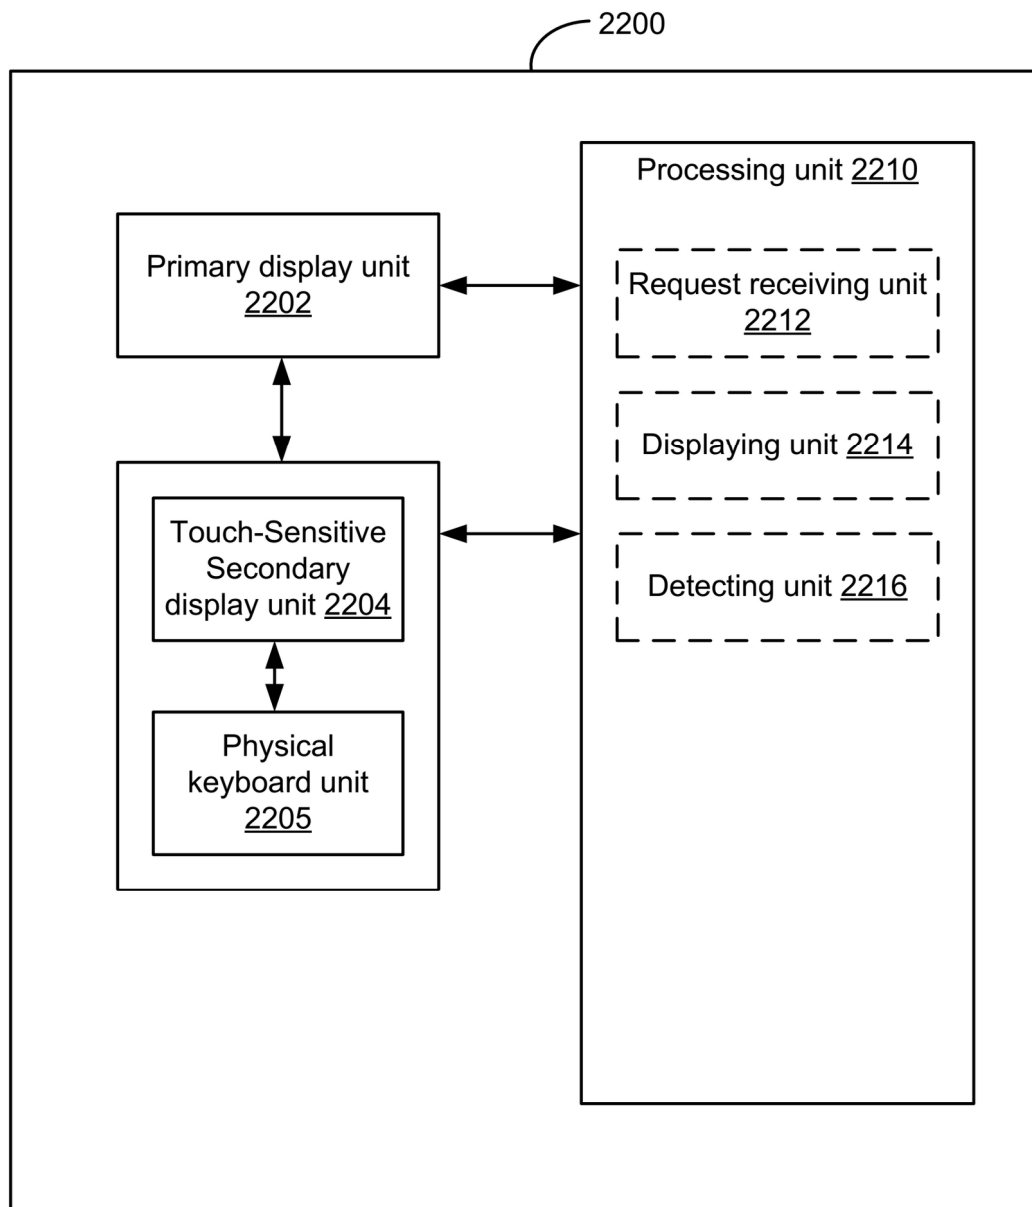 2200
Processing unit 2210
Primary display unit
2202
Request receiving unit
2212
Displaying unit 2214
Touch-Sensitive
Secondary
display unit 2204
Detecting unit 2216
Physical
keyboard unit
2205